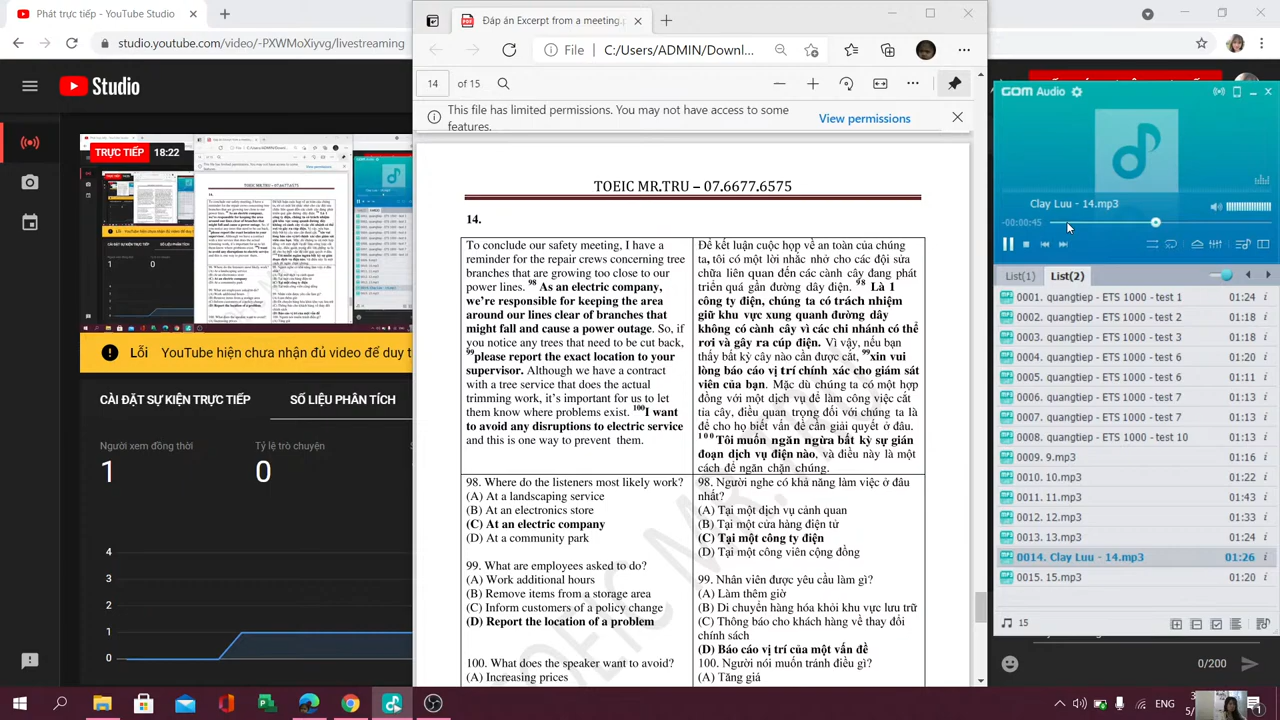 Phát trực tiếp - YouTube Studio
studio.youtube.com/video/-PXWMoXiyvg/livestreaming
Studio
TRỰC TIẾP 18:22
Lỗi YouTube hiện chưa nhận đủ video để duy t
CÀI ĐẶT SỰ KIỆN TRỰC TIẾP SỐ LIỆU PHÂN TÍCH
Người xem đồng thời Tỷ lệ trò chuyện S
1 0
4
3
2
1
0
Đáp án Excerpt from a meeting.p
File C:/Users/ADMIN/Downl...
14 of 15
This file has limited permissions. You may not have access to some
features.
View permissions
TOEIC MR.TRU – 07.6677.6575
14.
To conclude our safety meeting, I have a
reminder for the repair crews concerning tree
branches that are growing too close to our
power lines. 98 As an electric company,
we're responsible for keeping the areas
around our lines clear of branches that
might fall and cause a power outage. So, if
you notice any trees that need to be cut back,
99please report the exact location to your
supervisor. Although we have a contract
with a tree service that does the actual
trimming work, it's important for us to let
them know where problems exist. 100I want
to avoid any disruptions to electric service
and this is one way to prevent them.
Để kết thúc cuộc họp về an toàn của chúng
ta, tôi có một lời nhắc nhở cho các đội sửa
chữa liên quan đến các cành cây đang phát
triển quá gần đường dây điện. 98 Là 1
công ty điện, chúng ta có trách nhiệm
giữ khu vực xung quanh đường dây
không có cành cây vì các cành cây có thể
rơi và gây ra cúp điện. Vì vậy, nếu bạn
thấy bất kỳ cây nào cần được tỉa, 99xin vui
lòng báo cáo vị trí chính xác cho giám sát
viên của bạn. Mặc dù chúng ta có một hợp
đồng với một dịch vụ để làm công việc cắt
tỉa cây, điều quan trọng đối với chúng ta là
để cho họ biết vấn đề cần giải quyết ở đâu.
100Tôi muốn ngăn ngừa bất kỳ sự gián
đoạn dịch vụ điện nào, và điều này là một
cách để ngăn chặn chúng.
98. Where do the listeners most likely work?
(A) At a landscaping service
(B) At an electronics store
(C) At an electric company
(D) At a community park
98. Người nghe có khả năng làm việc ở đâu
nhất?
(A) Tại một dịch vụ cảnh quan
(B) Tại một cửa hàng điện tử
(C) Tại một công ty điện
(D) Tại một công viên cộng đồng
99. What are employees asked to do?
(A) Work additional hours
(B) Remove items from a storage area
(C) Inform customers of a policy change
(D) Report the location of a problem
99. Nhân viên được yêu cầu làm gì?
(A) Làm thêm giờ
(B) Di chuyển hàng hóa khỏi khu vực lưu trữ
(C) Thông báo cho khách hàng về thay đổi
chính sách
(D) Báo cáo vị trí của một vấn đề
100. What does the speaker want to avoid?
(A) Increasing prices
100. Người nói muốn tránh điều gì?
(A) Tăng giá
GOM Audio
Clay Luu - 14.mp3
List(1) List(2)
0001. quangtiep - ETS 1000 - test 1 01:24
0002. quangtiep - ETS 1000 - test 2 01:18
0003. quangtiep - ETS 1000 - test 3 01:18
0004. quangtiep - ETS 1000 - test 4 01:20
0005. quangtiep - ETS 1000 - test 6 01:11
0006. quangtiep - ETS 1000 - test 7 01:13
0007. quangtiep - ETS 1000 - test 7 01:13
0008. quangtiep - ETS 1000 - test 10 01:13
0009. 9.mp3 01:16
0010. 10.mp3 01:22
0011. 11.mp3 01:43
0012. 12.mp3 01:33
0013. 13.mp3 01:24
0014. Clay Luu - 14.mp3 01:26
0015. 15.mp3 01:20
15
0/200
ENG